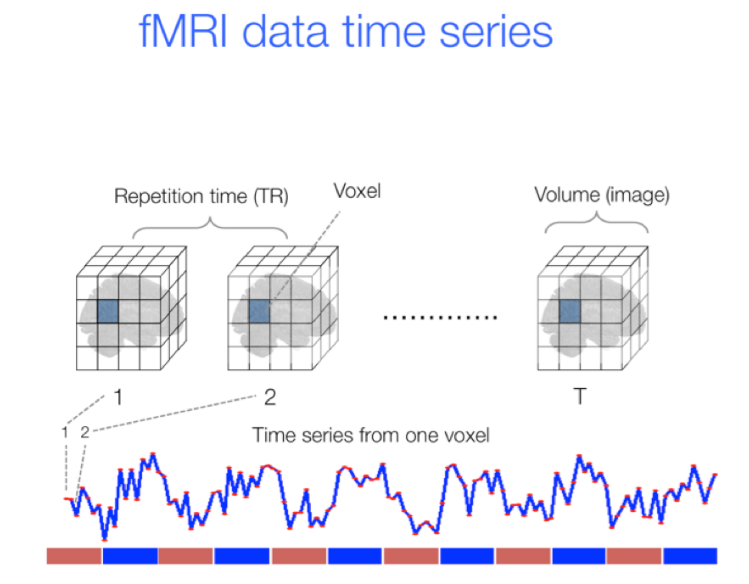 fMRI data time series
Repetition time (TR)
Voxel
Volume (image)
1
2
T
1
2
Time series from one voxel